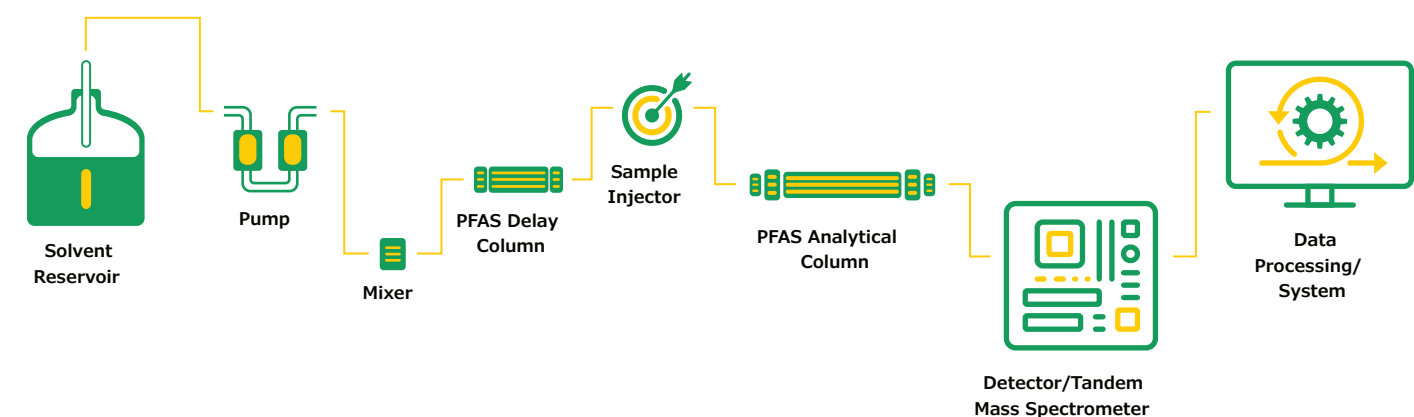 Solvent
Reservoir
Pump
Mixer
PFAS Delay
Column
Sample
Injector
PFAS Analytical
Column
Detector/Tandem
Mass Spectrometer
Data
Processing/
System